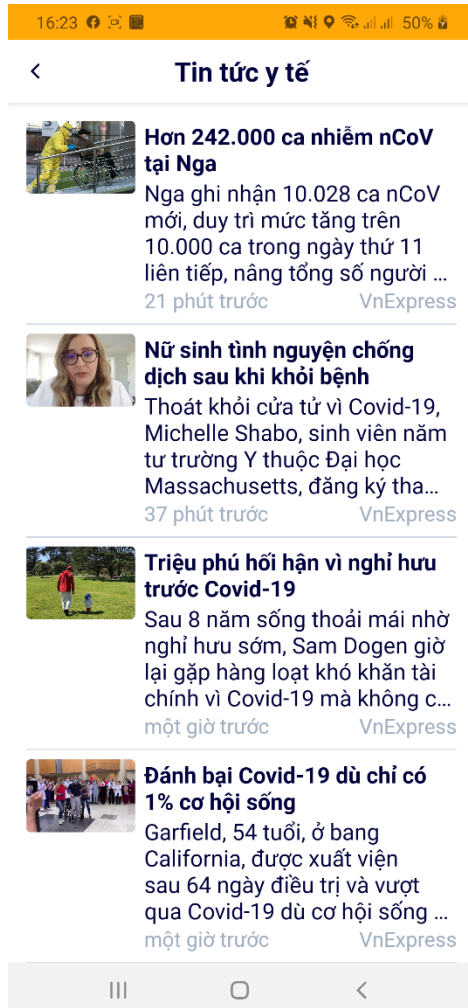 16:23 50%
Tin tức y tế
Hơn 242.000 ca nhiễm nCoV
tại Nga
Nga ghi nhận 10.028 ca nCoV
mới, duy trì mức tăng trên
10.000 ca trong ngày thứ 11
liên tiếp, nâng tổng số người ...
21 phút trước VnExpress
Nữ sinh tình nguyện chống
dịch sau khi khỏi bệnh
Thoát khỏi cửa tử vì Covid-19,
Michelle Shabo, sinh viên năm
tư trường Y thuộc Đại học
Massachusetts, đăng ký tha...
37 phút trước VnExpress
Triệu phú hối hận vì nghỉ hưu
trước Covid-19
Sau 8 năm sống thoải mái nhờ
nghỉ hưu sớm, Sam Dogen giờ
lại gặp hàng loạt khó khăn tài
chính vì Covid-19 mà không c...
một giờ trước VnExpress
Đánh bại Covid-19 dù chỉ có
1% cơ hội sống
Garfield, 54 tuổi, ở bang
California, được xuất viện
sau 64 ngày điều trị và vượt
qua Covid-19 dù cơ hội sống ...
một giờ trước VnExpress